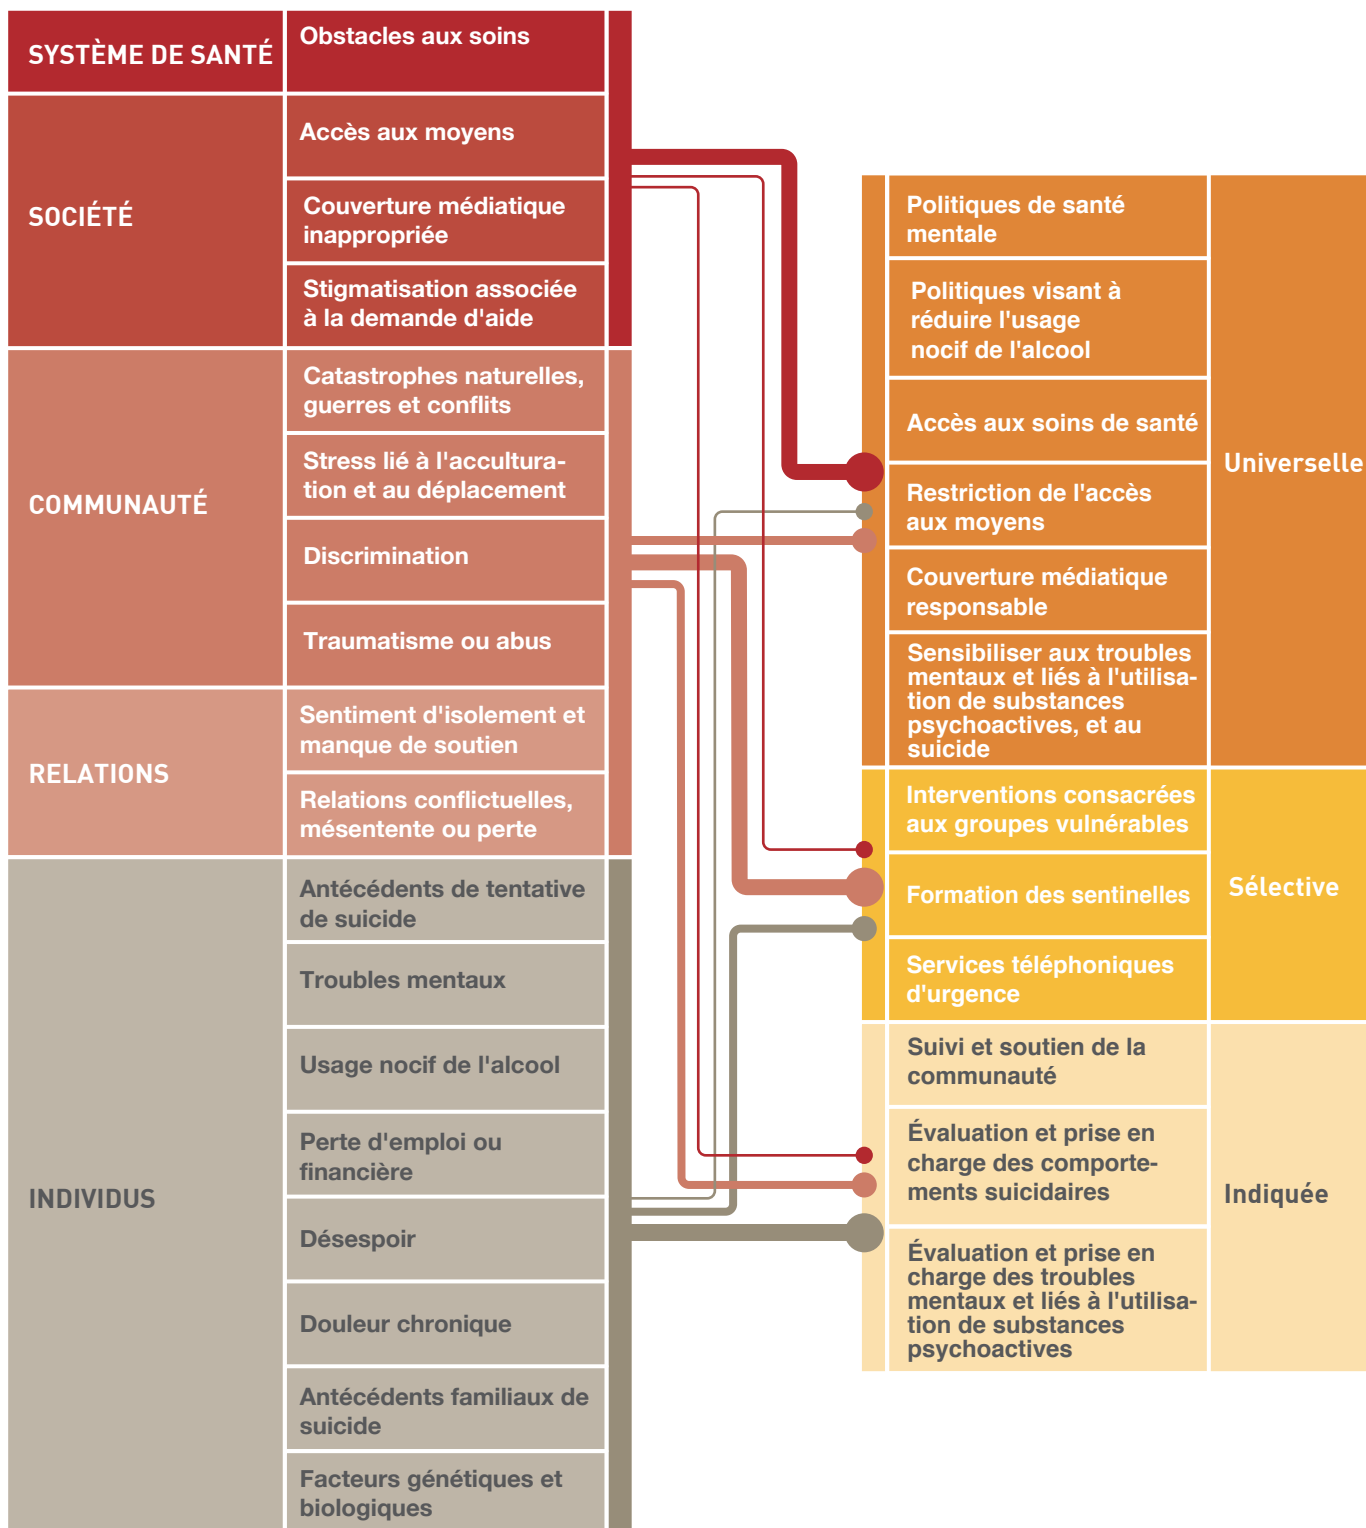 SYSTÈME DE SANTÉ
Obstacles aux soins
SOCIÉTÉ
Accès aux moyens
Couverture médiatique
inappropriée
Stigmatisation associée
à la demande d'aide
COMMUNAUTÉ
Catastrophes naturelles,
guerres et conflits
Stress lié à l'accultura-
tion et au déplacement
Discrimination
Traumatisme ou abus
RELATIONS
Sentiment d'isolement et
manque de soutien
Relations conflictuelles,
mésentente ou perte
INDIVIDUS
Antécédents de tentative
de suicide
Troubles mentaux
Usage nocif de l'alcool
Perte d'emploi ou
financière
Désespoir
Douleur chronique
Antécédents familiaux de
suicide
Facteurs génétiques et
biologiques
Politiques de santé
mentale
Politiques visant à
réduire l'usage
nocif de l'alcool
Accès aux soins de santé
Restriction de l'accès
aux moyens
Couverture médiatique
responsable
Sensibiliser aux troubles
mentaux et liés à l'utilisa-
tion de substances
psychoactives, et au
suicide
Universelle
Interventions consacrées
aux groupes vulnérables
Formation des sentinelles
Services téléphoniques
d'urgence
Sélective
Suivi et soutien de la
communauté
Évaluation et prise en
charge des comporte-
ments suicidaires
Évaluation et prise en
charge des troubles
mentaux et liés à l'utilisa-
tion de substances
psychoactives
Indiquée